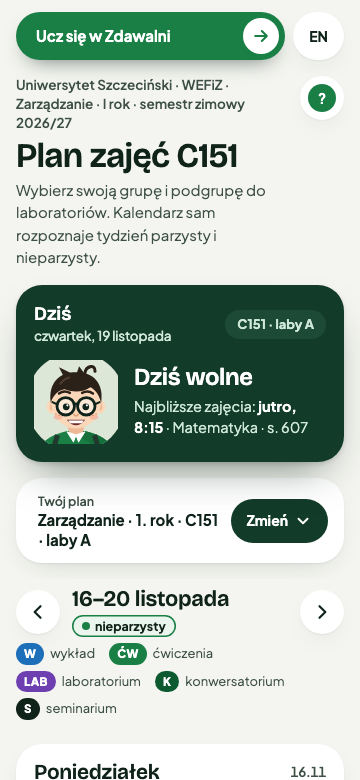 Ucz się w Zdawalni
EN
Uniwersytet Szczeciński · WEFiZ ·
Zarządzanie · I rok · semestr zimowy
2026/27
?
Plan zajęć C151
Wybierz swoją grupę i podgrupę do
laboratoriów. Kalendarz sam
rozpoznaje tydzień parzysty i
nieparzysty.
Dziś
czwartek, 19 listopada
C151 · laby A
Dziś wolne
Najbliższe zajęcia: jutro,
8:15 · Matematyka · s. 607
Twój plan
Zarządzanie · 1. rok · C151
· laby A
Zmień
16–20 listopada
nieparzysty
W wykład ĆW ćwiczenia
LAB laboratorium K konwersatorium
S seminarium
Poniedziałek 16.11